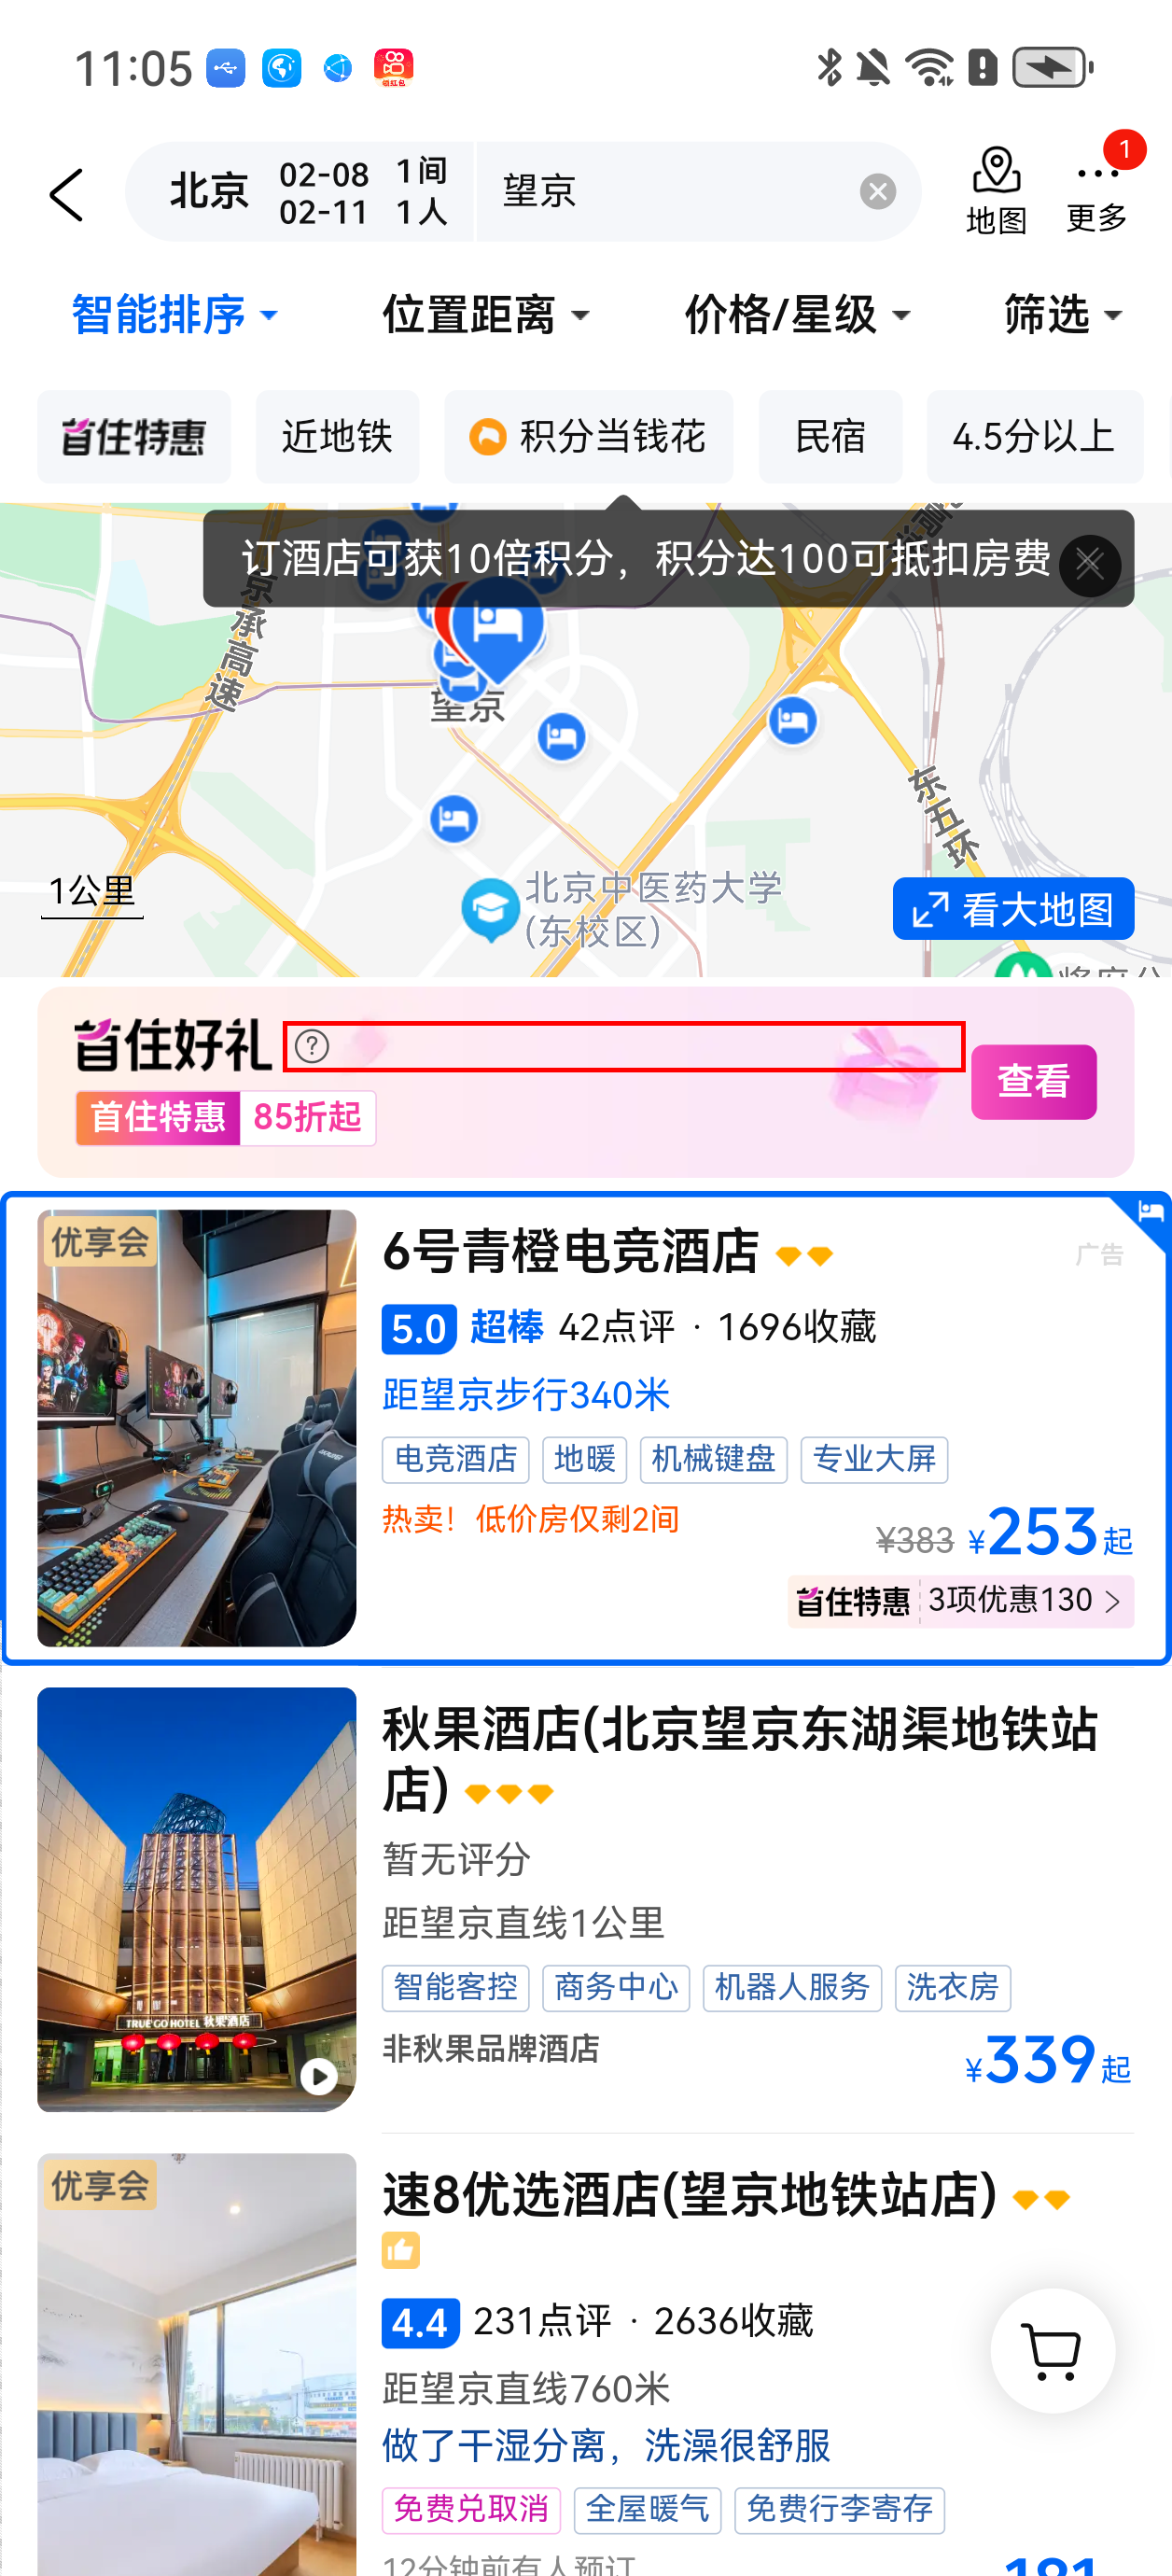 11:05
领红包
北京 02-08 1间 望京
02-11 1人
地图
1
更多
智能排序 位置距离 价格/星级 筛选
首住特惠 近地铁 积分当钱花 民宿 4.5分以上
订酒店可获10倍积分，积分达100可抵扣房费
京承高速
望京
东五环
1公里
北京中医药大学
(东校区)
看大地图
首住好礼 ?
首住特惠 85折起
查看
优享会
6号青橙电竞酒店
广告
5.0 超棒 42点评 · 1696收藏
距望京步行340米
电竞酒店 地暖 机械键盘 专业大屏
热卖！低价房仅剩2间
¥383 ¥253起
首住特惠 3项优惠130 >
秋果酒店(北京望京东湖渠地铁站
店)
暂无评分
距望京直线1公里
智能客控 商务中心 机器人服务 洗衣房
TRUE GO HOTEL 秋果酒店
非秋果品牌酒店
¥339起
优享会
速8优选酒店(望京地铁站店)
4.4 231点评 · 2636收藏
距望京直线760米
做了干湿分离，洗澡很舒服
免费兑取消 全屋暖气 免费行李寄存
12分钟前有人预订
181